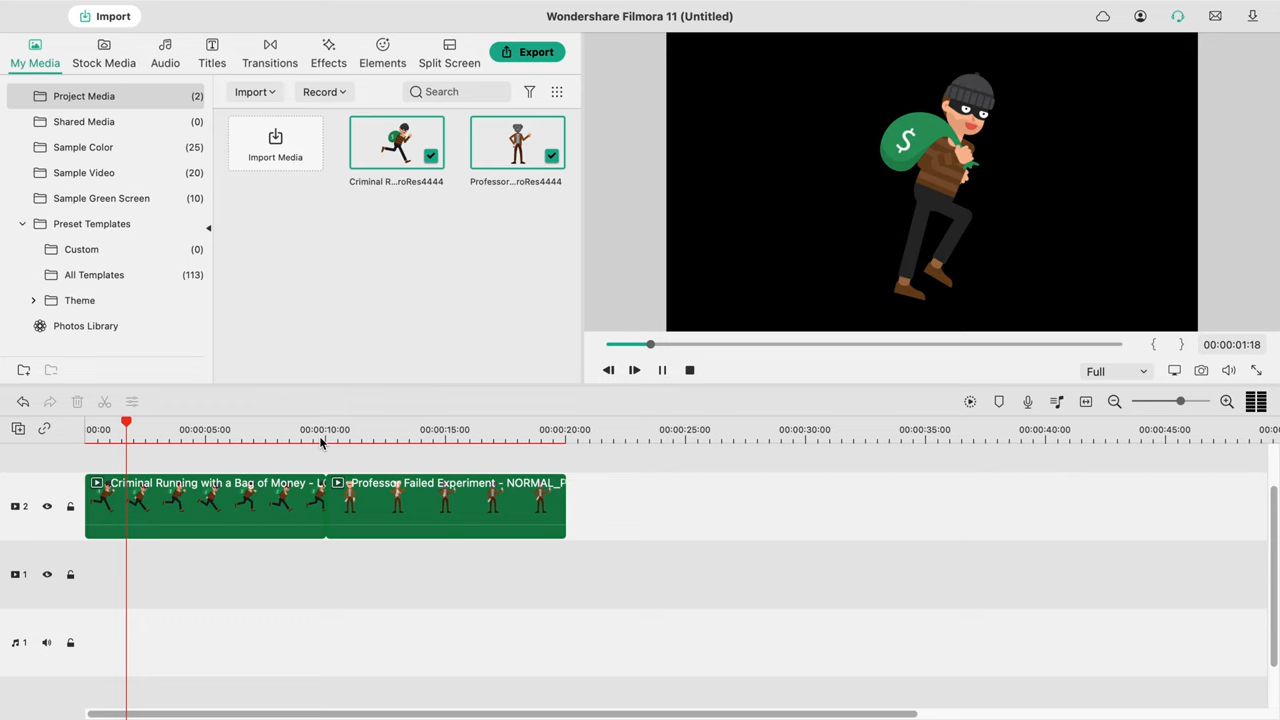 Import
Wondershare Filmora 11 (Untitled)
My Media
Stock Media
Audio
Titles
Transitions
Effects
Elements
Split Screen
Export
Project Media (2)
Shared Media (0)
Sample Color (25)
Sample Video (20)
Sample Green Screen (10)
Preset Templates
Custom (0)
All Templates (113)
Theme
Photos Library
Import
Record
Search
Import Media
Criminal R...roRes4444
Professor...roRes4444
$
{ }
00:00:01:18
Full
00:00
00:00:05:00
00:00:10:00
00:00:15:00
00:00:20:00
00:00:25:00
00:00:30:00
00:00:35:00
00:00:40:00
00:00:45:00
00:0
2
Criminal Running with a Bag of Money - L
Professor Failed Experiment - NORMAL_P
1
1